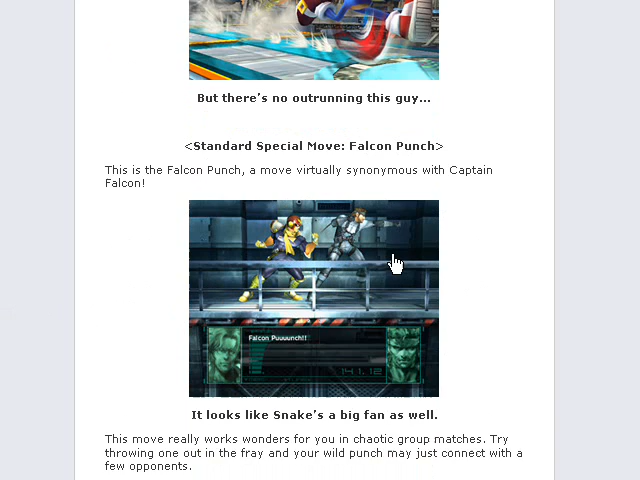 But there's no outrunning this guy...
<Standard Special Move: Falcon Punch>
This is the Falcon Punch, a move virtually synonymous with Captain
Falcon!
Falcon Puuuunch!!
141.12
It looks like Snake's a big fan as well.
This move really works wonders for you in chaotic group matches. Try
throwing one out in the fray and your wild punch may just connect with a
few opponents.